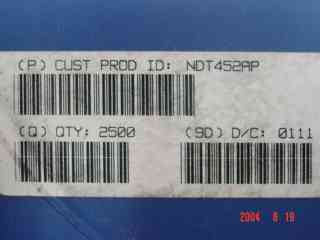 (P) CUST PROD ID: NDT452AP
(Q) QTY: 2500 (9D) D/C: 0111
2004 8 19